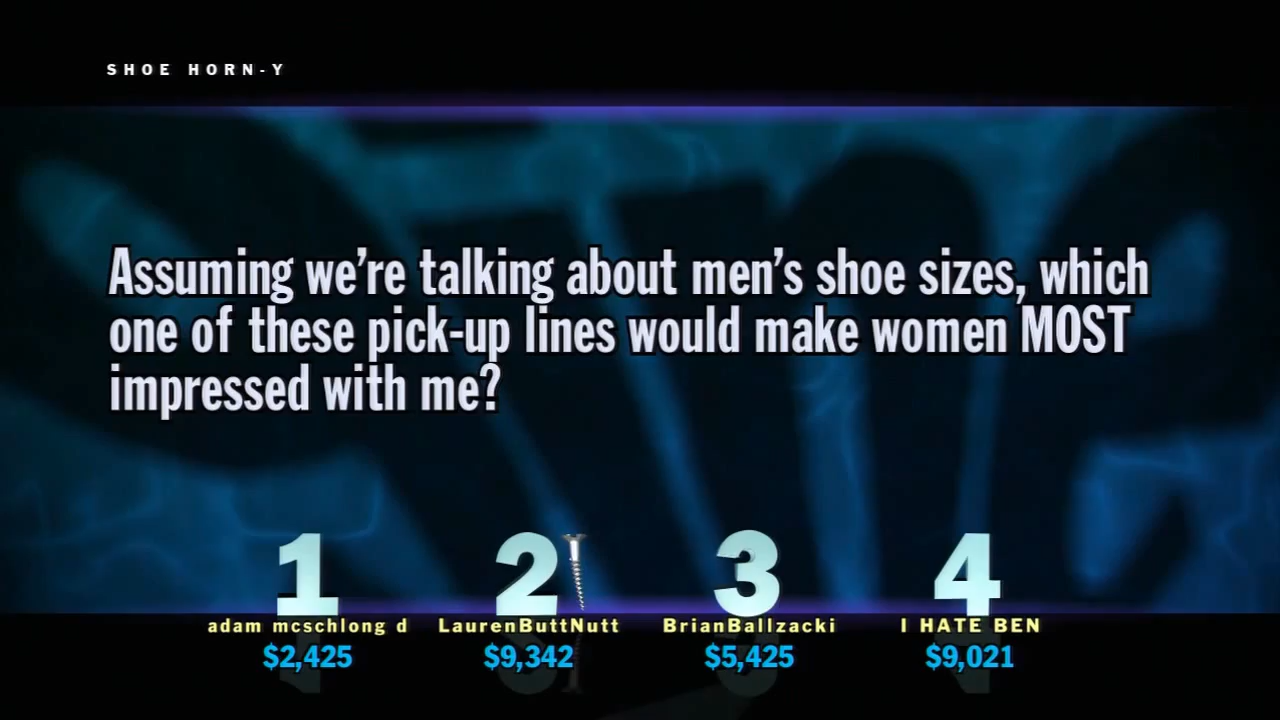 SHOE HORN-Y
Assuming we're talking about men's shoe sizes, which
one of these pick-up lines would make women MOST
impressed with me?
1 2 3 4
adam mcschlong d LaurenButtNutt BrianBallzacki I HATE BEN
$2,425 $9,342 $5,425 $9,021